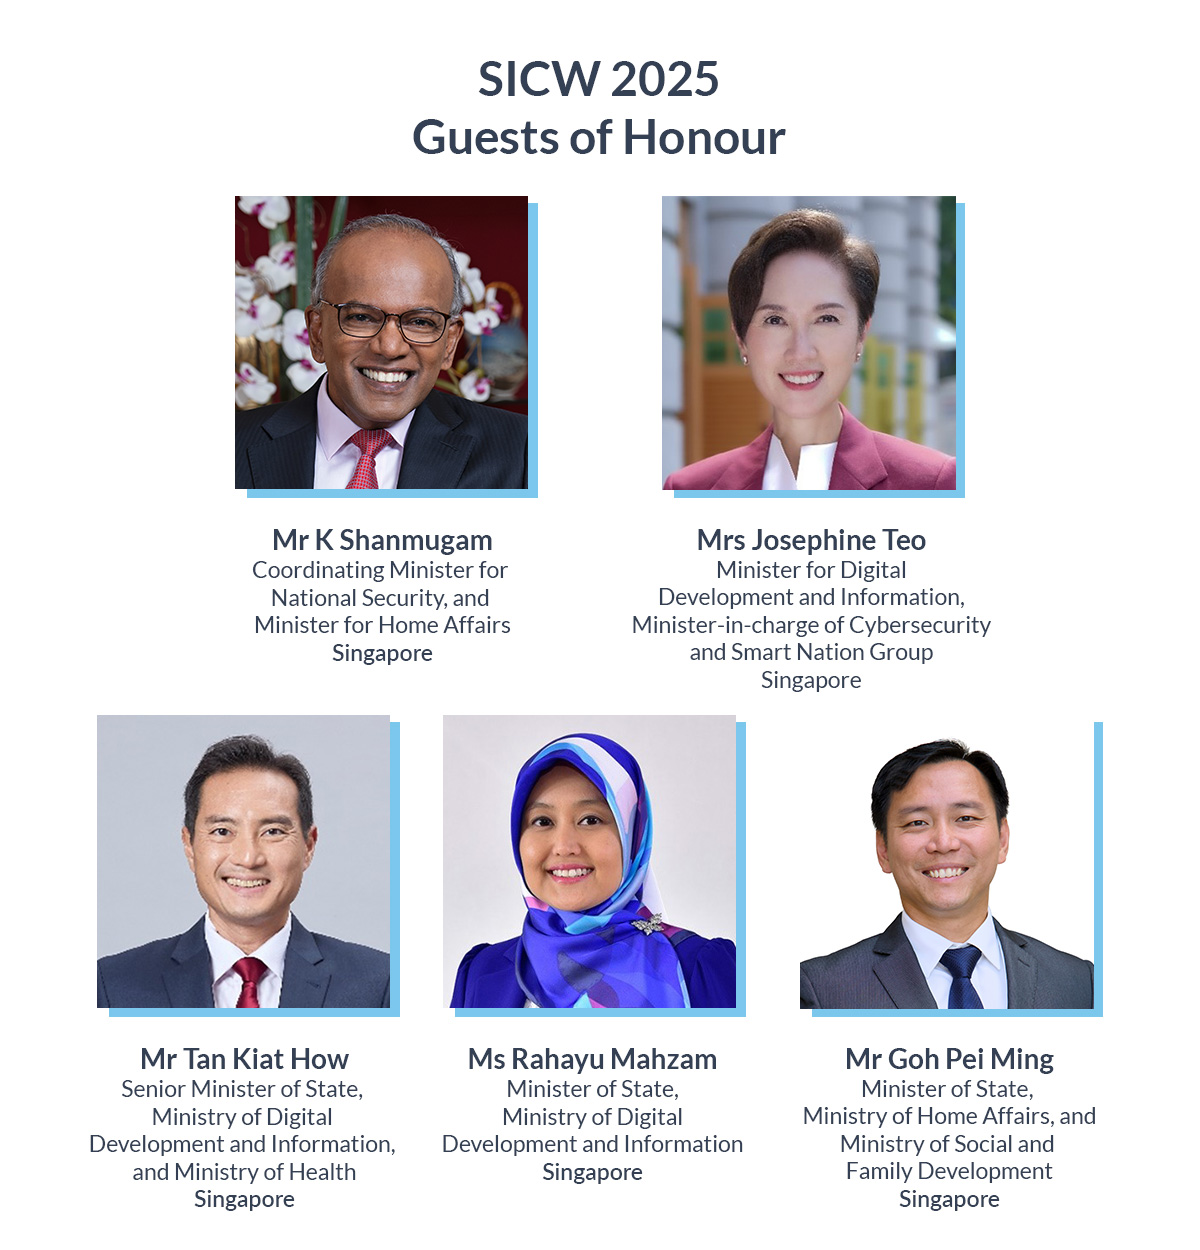 SICW 2025
Guests of Honour
Mr K Shanmugam
Coordinating Minister for
National Security, and
Minister for Home Affairs
Singapore
Mrs Josephine Teo
Minister for Digital
Development and Information,
Minister-in-charge of Cybersecurity
and Smart Nation Group
Singapore
Mr Tan Kiat How
Senior Minister of State,
Ministry of Digital
Development and Information,
and Ministry of Health
Singapore
Ms Rahayu Mahzam
Minister of State,
Ministry of Digital
Development and Information
Singapore
Mr Goh Pei Ming
Minister of State,
Ministry of Home Affairs, and
Ministry of Social and
Family Development
Singapore